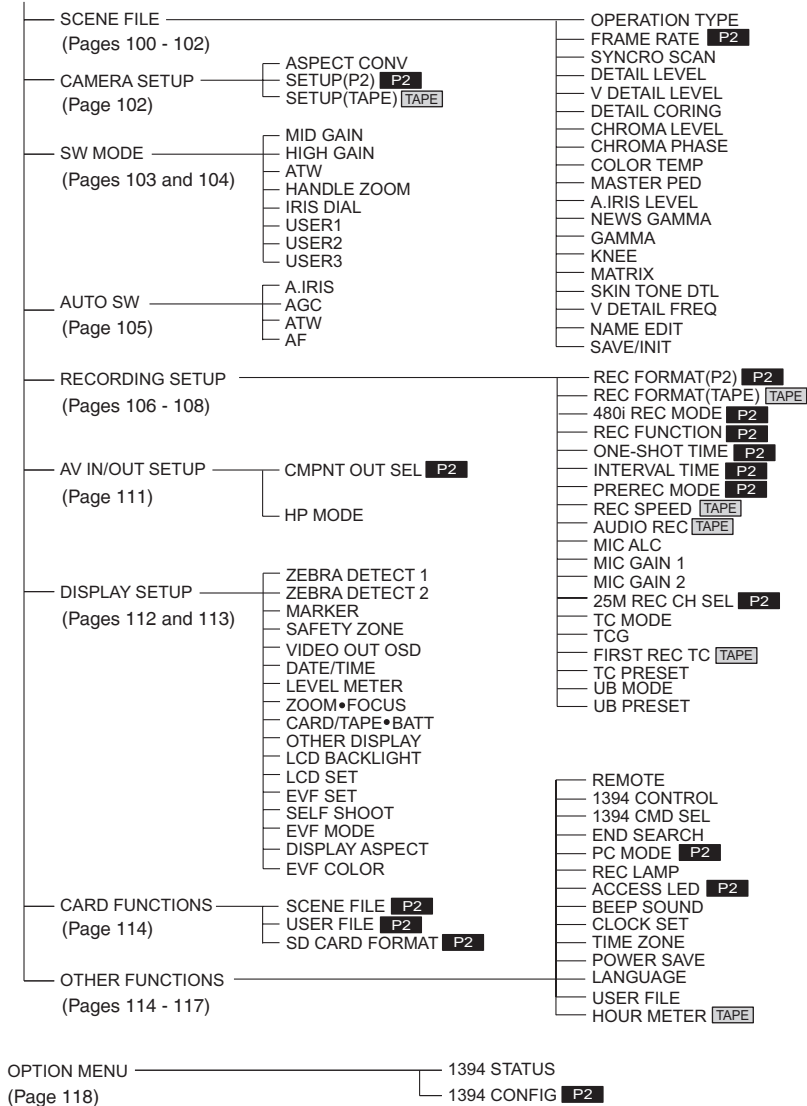 SCENE FILE
(Pages 100 - 102)
OPERATION TYPE
FRAME RATE P2
SYNCRO SCAN
DETAIL LEVEL
V DETAIL LEVEL
DETAIL CORING
CHROMA LEVEL
CHROMA PHASE
COLOR TEMP
MASTER PED
A.IRIS LEVEL
NEWS GAMMA
GAMMA
KNEE
MATRIX
SKIN TONE DTL
V DETAIL FREQ
NAME EDIT
SAVE/INIT
CAMERA SETUP
(Page 102)
ASPECT CONV
SETUP(P2) P2
SETUP(TAPE) TAPE
SW MODE
(Pages 103 and 104)
MID GAIN
HIGH GAIN
ATW
HANDLE ZOOM
IRIS DIAL
USER1
USER2
USER3
AUTO SW
(Page 105)
A.IRIS
AGC
ATW
AF
RECORDING SETUP
(Pages 106 - 108)
REC FORMAT(P2) P2
REC FORMAT(TAPE) TAPE
480i REC MODE P2
REC FUNCTION P2
ONE-SHOT TIME P2
INTERVAL TIME P2
PREREC MODE P2
REC SPEED TAPE
AUDIO REC TAPE
MIC ALC
MIC GAIN 1
MIC GAIN 2
25M REC CH SEL P2
TC MODE
TCG
FIRST REC TC TAPE
TC PRESET
UB MODE
UB PRESET
AV IN/OUT SETUP
(Page 111)
CMPNT OUT SEL P2
HP MODE
DISPLAY SETUP
(Pages 112 and 113)
ZEBRA DETECT 1
ZEBRA DETECT 2
MARKER
SAFETY ZONE
VIDEO OUT OSD
DATE/TIME
LEVEL METER
ZOOM•FOCUS
CARD/TAPE•BATT
OTHER DISPLAY
LCD BACKLIGHT
LCD SET
EVF SET
SELF SHOOT
EVF MODE
DISPLAY ASPECT
EVF COLOR
CARD FUNCTIONS
(Page 114)
SCENE FILE P2
USER FILE P2
SD CARD FORMAT P2
OTHER FUNCTIONS
(Pages 114 - 117)
REMOTE
1394 CONTROL
1394 CMD SEL
END SEARCH
PC MODE P2
REC LAMP
ACCESS LED P2
BEEP SOUND
CLOCK SET
TIME ZONE
POWER SAVE
LANGUAGE
USER FILE
HOUR METER TAPE
OPTION MENU
(Page 118)
1394 STATUS
1394 CONFIG P2